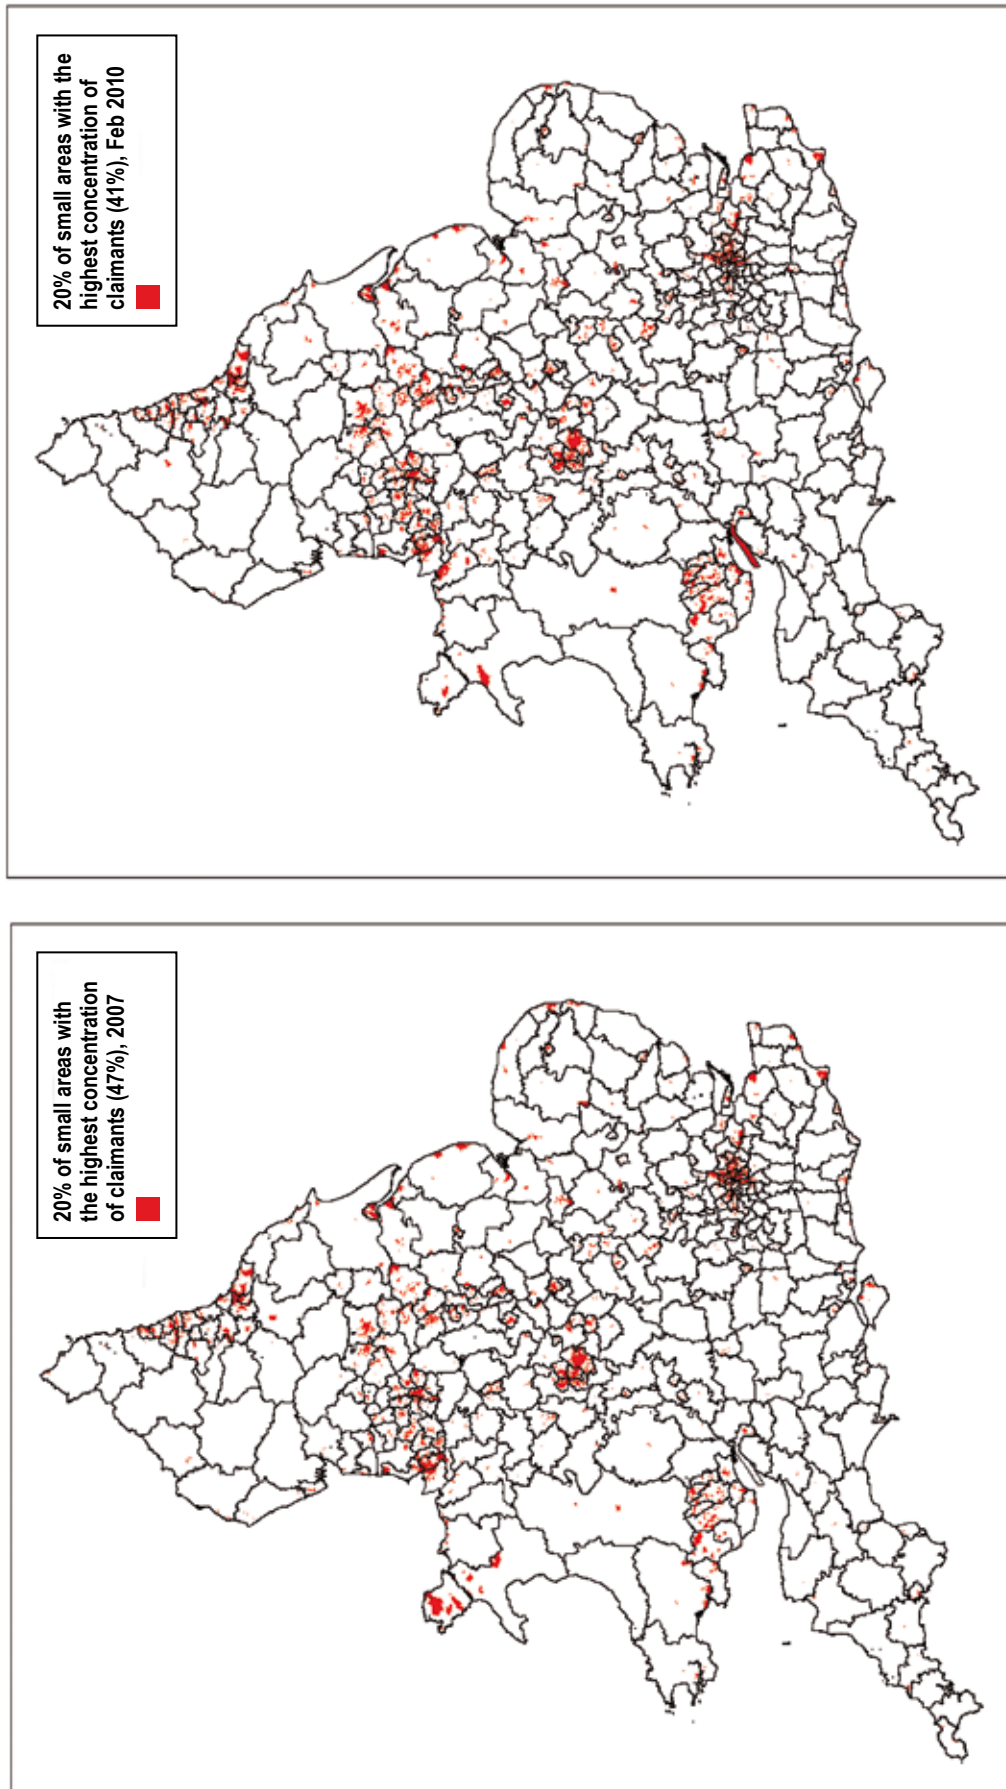 20% of small areas with
the highest concentration
of claimants (47%), 2007
20% of small areas with the
highest concentration of
claimants (41%), Feb 2010